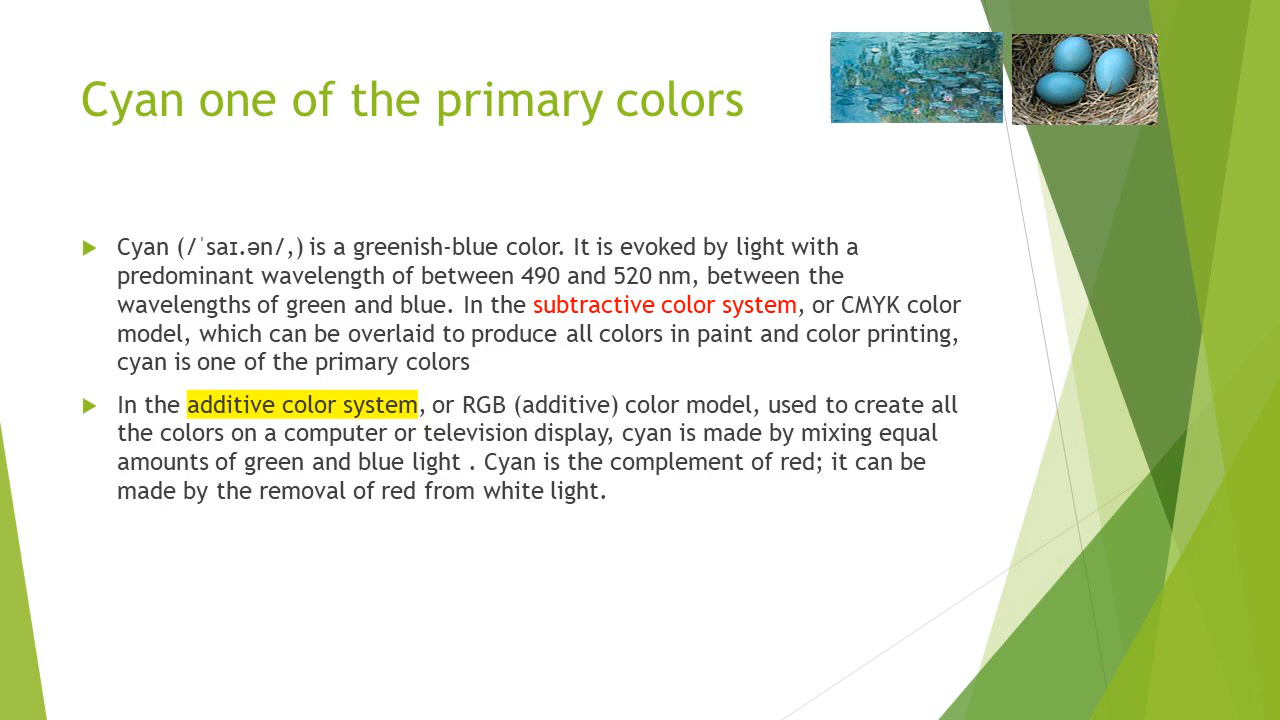 Cyan one of the primary colors
Cyan (/ˈsaɪ.ən/,) is a greenish-blue color. It is evoked by light with a
predominant wavelength of between 490 and 520 nm, between the
wavelengths of green and blue. In the subtractive color system, or CMYK color
model, which can be overlaid to produce all colors in paint and color printing,
cyan is one of the primary colors
In the additive color system, or RGB (additive) color model, used to create all
the colors on a computer or television display, cyan is made by mixing equal
amounts of green and blue light . Cyan is the complement of red; it can be
made by the removal of red from white light.